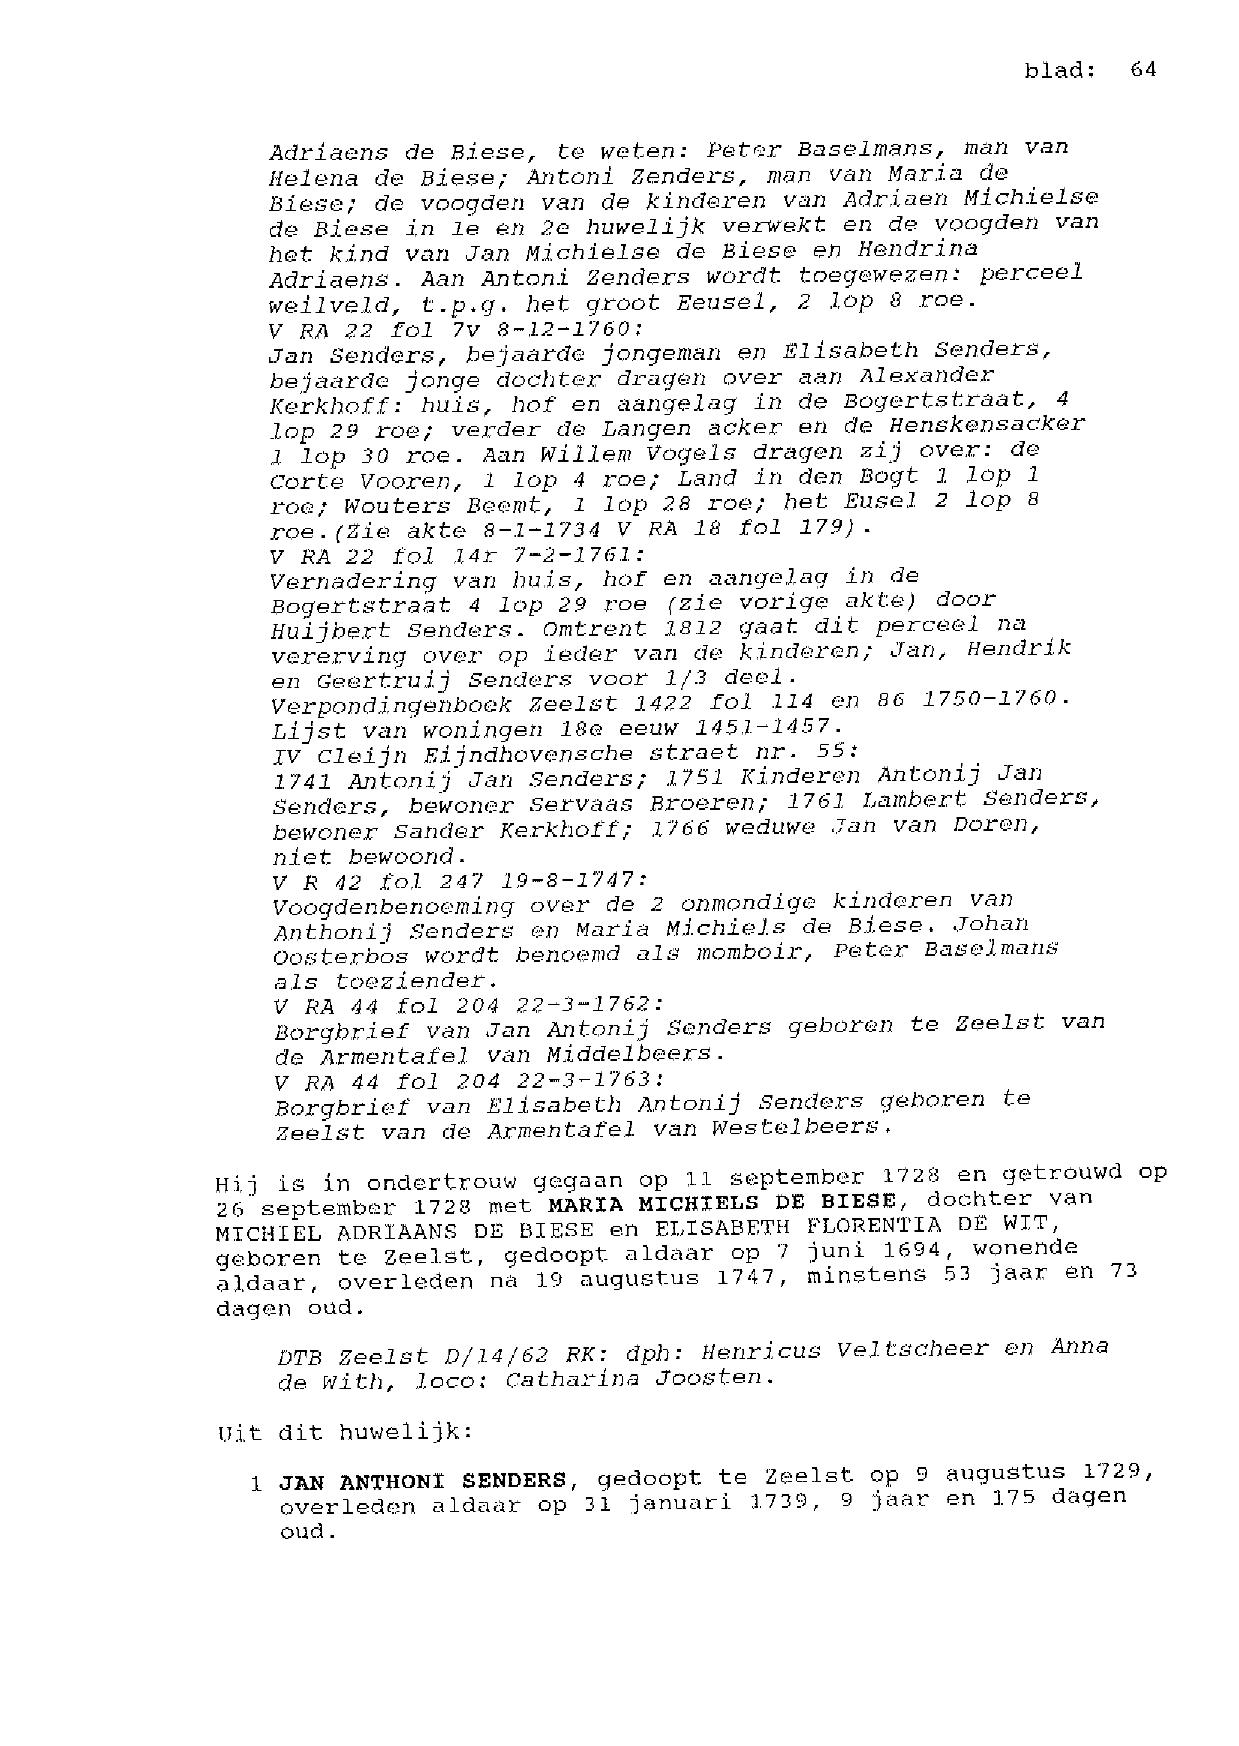 blad: 64
Adriaens de Biese, te weten: Peter Baselmans, man van
Helena de Biese; Antoni Zenders, man van Maria de
Biese; de voogden van de kinderen van Adriaen Michielse
de Biese in 1e en 2e huwelijk verwekt en de voogden van
het kind van Jan Michielse de Biese en Hendrina
Adriaens. Aan Antoni Zenders wordt toegewezen: perceel
weilveld, t.p.g. het groot Eeusel, 2 lop 8 roe.
V RA 22 fol 7v 8-12-1760:
Jan Senders, bejaarde jongeman en Elisabeth Senders,
bejaarde jonge dochter dragen over aan Alexander
Kerkhoff: huis, hof en aangelag in de Bogertstraat, 4
lop 29 roe; verder de Langen acker en de Henskensacker
1 lop 30 roe. Aan Willem Vogels dragen zij over: de
Corte Vooren, 1 lop 4 roe; Land in den Bogt 1 lop 1
roe; Wouters Beemt, 1 lop 28 roe; het Eusel 2 lop 8
roe.(Zie akte 8-1-1734 V RA 18 fol 179).
V RA 22 fol 14r 7-2-1761:
Vernadering van huis, hof en aangelag in de
Bogertstraat 4 lop 29 roe (zie vorige akte) door
Huijbert Senders. Omtrent 1812 gaat dit perceel na
vererving over op ieder van de kinderen; Jan, Hendrik
en Geertruij Senders voor 1/3 deel.
Verpondingenboek Zeelst 1422 fol 114 en 86 1750-1760.
Lijst van woningen 18e eeuw 1451-1457.
IV Cleijn Eijndhovensche straet nr. 55:
1741 Antonij Jan Senders; 1751 Kinderen Antonij Jan
Senders, bewoner Servaas Broeren; 1761 Lambert Senders,
bewoner Sander Kerkhoff; 1766 weduwe Jan van Doren,
niet bewoond.
V R 42 fol 247 19-8-1747:
Voogdenbenoeming over de 2 onmondige kinderen van
Anthonij Senders en Maria Michiels de Biese. Johan
Oosterbos wordt benoemd als momboir, Peter Baselmans
als toeziender.
V RA 44 fol 204 22-3-1762:
Borgbrief van Jan Antonij Senders geboren te Zeelst van
de Armentafel van Middelbeers.
V RA 44 fol 204 22-3-1763:
Borgbrief van Elisabeth Antonij Senders geboren te
Zeelst van de Armentafel van Westelbeers.
Hij is in ondertrouw gegaan op 11 september 1728 en getrouwd op
26 september 1728 met MARIA MICHIELS DE BIESE, dochter van
MICHIEL ADRIAANS DE BIESE en ELISABETH FLORENTIA DE WIT,
geboren te Zeelst, gedoopt aldaar op 7 juni 1694, wonende
aldaar, overleden na 19 augustus 1747, minstens 53 jaar en 73
dagen oud.
DTB Zeelst D/14/62 RK: dph: Henricus Veltscheer en Anna
de With, loco: Catharina Joosten.
Uit dit huwelijk:
1 JAN ANTHONI SENDERS, gedoopt te Zeelst op 9 augustus 1729,
overleden aldaar op 31 januari 1739, 9 jaar en 175 dagen
oud.